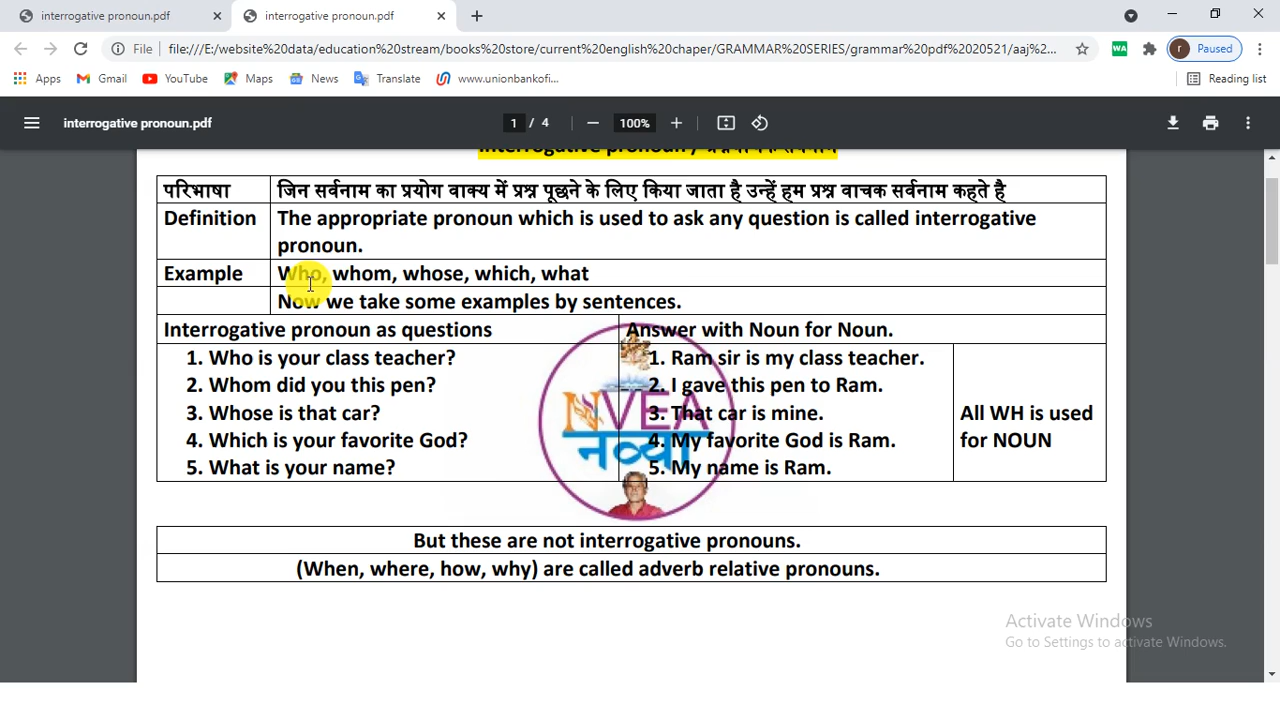 interrogative pronoun.pdf
interrogative pronoun.pdf
File
file:///E:/website%20data/education%20stream/books%20store/current%20english%20chaper/GRAMMAR%20SERIES/grammar%20pdf%2020521/aaj%2...
WA
r Paused
Apps Gmail YouTube Maps News Translate www.unionbankofi... Reading list
interrogative pronoun.pdf 1 / 4 100%
परिभाषा जिन सर्वनाम का प्रयोग वाक्य में प्रश्न पूछने के लिए किया जाता है उन्हें हम प्रश्न वाचक सर्वनाम कहते है
Definition The appropriate pronoun which is used to ask any question is called interrogative
pronoun.
Example Who, whom, whose, which, what
Now we take some examples by sentences.
Interrogative pronoun as questions Answer with Noun for Noun.
1. Who is your class teacher? 1. Ram sir is my class teacher.
2. Whom did you this pen? 2. I gave this pen to Ram.
3. Whose is that car? 3. That car is mine. All WH is used
4. Which is your favorite God? 4. My favorite God is Ram. for NOUN
5. What is your name? 5. My name is Ram.
NVEA
नव्या
But these are not interrogative pronouns.
(When, where, how, why) are called adverb relative pronouns.
Activate Windows
Go to Settings to activate Windows.